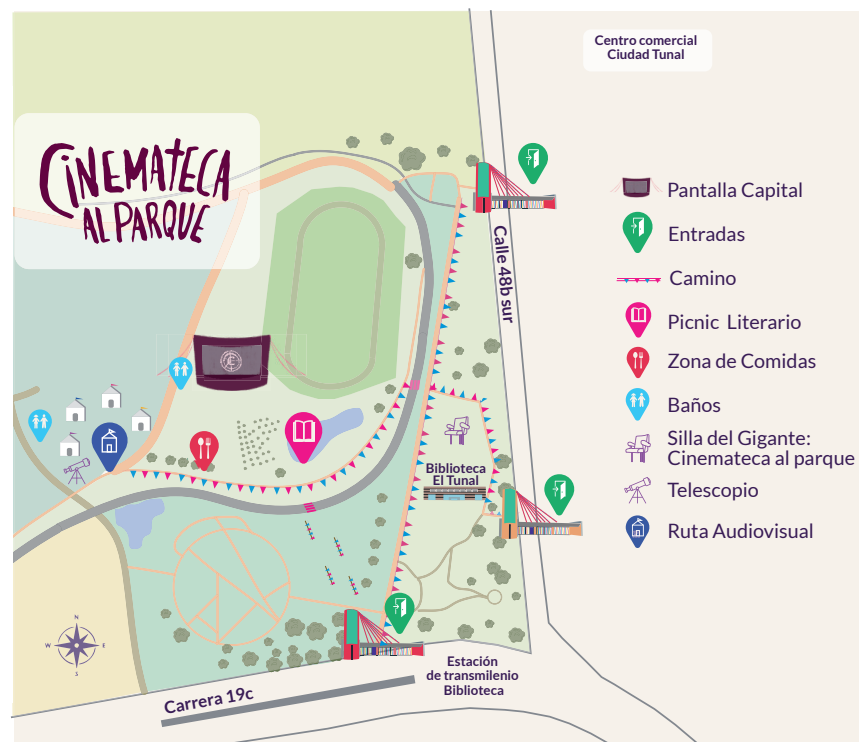 Centro comercial
Ciudad Tunal
CiNEMATECA
AL PARQUE
Calle 48b sur
Biblioteca
El Tunal
Estación
de transmilenio
Biblioteca
Carrera 19c
N
W
E
S
Pantalla Capital
Entradas
Camino
Picnic Literario
Zona de Comidas
Baños
Silla del Gigante:
Cinemateca al parque
Telescopio
Ruta Audiovisual